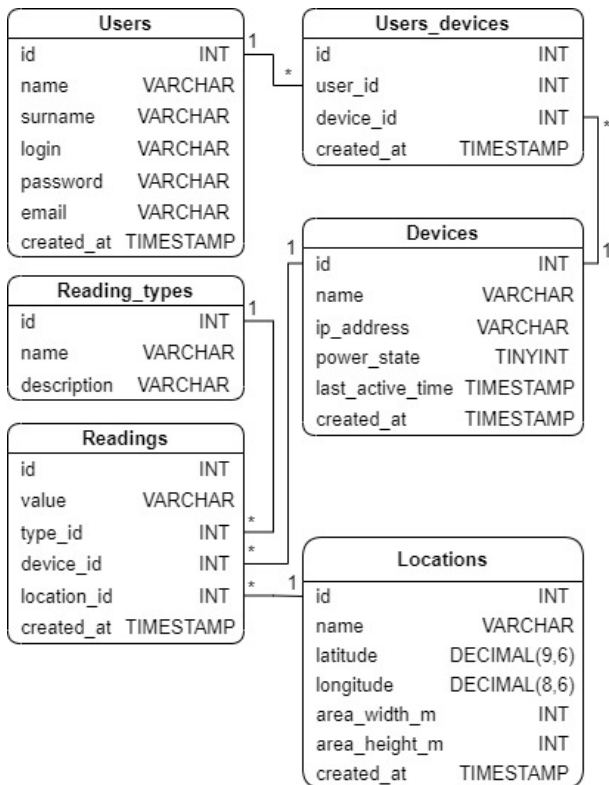 Users
id INT
name VARCHAR
surname VARCHAR
login VARCHAR
password VARCHAR
email VARCHAR
created_at TIMESTAMP
1
*
Users_devices
id INT
user_id INT
device_id INT
created_at TIMESTAMP
*
1
Devices
id INT
name VARCHAR
ip_address VARCHAR
power_state TINYINT
last_active_time TIMESTAMP
created_at TIMESTAMP
1
Reading_types
id INT
name VARCHAR
description VARCHAR
1
Readings
id INT
value VARCHAR
type_id INT
device_id INT
location_id INT
created_at TIMESTAMP
*
*
*
1
Locations
id INT
name VARCHAR
latitude DECIMAL(9,6)
longitude DECIMAL(8,6)
area_width_m INT
area_height_m INT
created_at TIMESTAMP